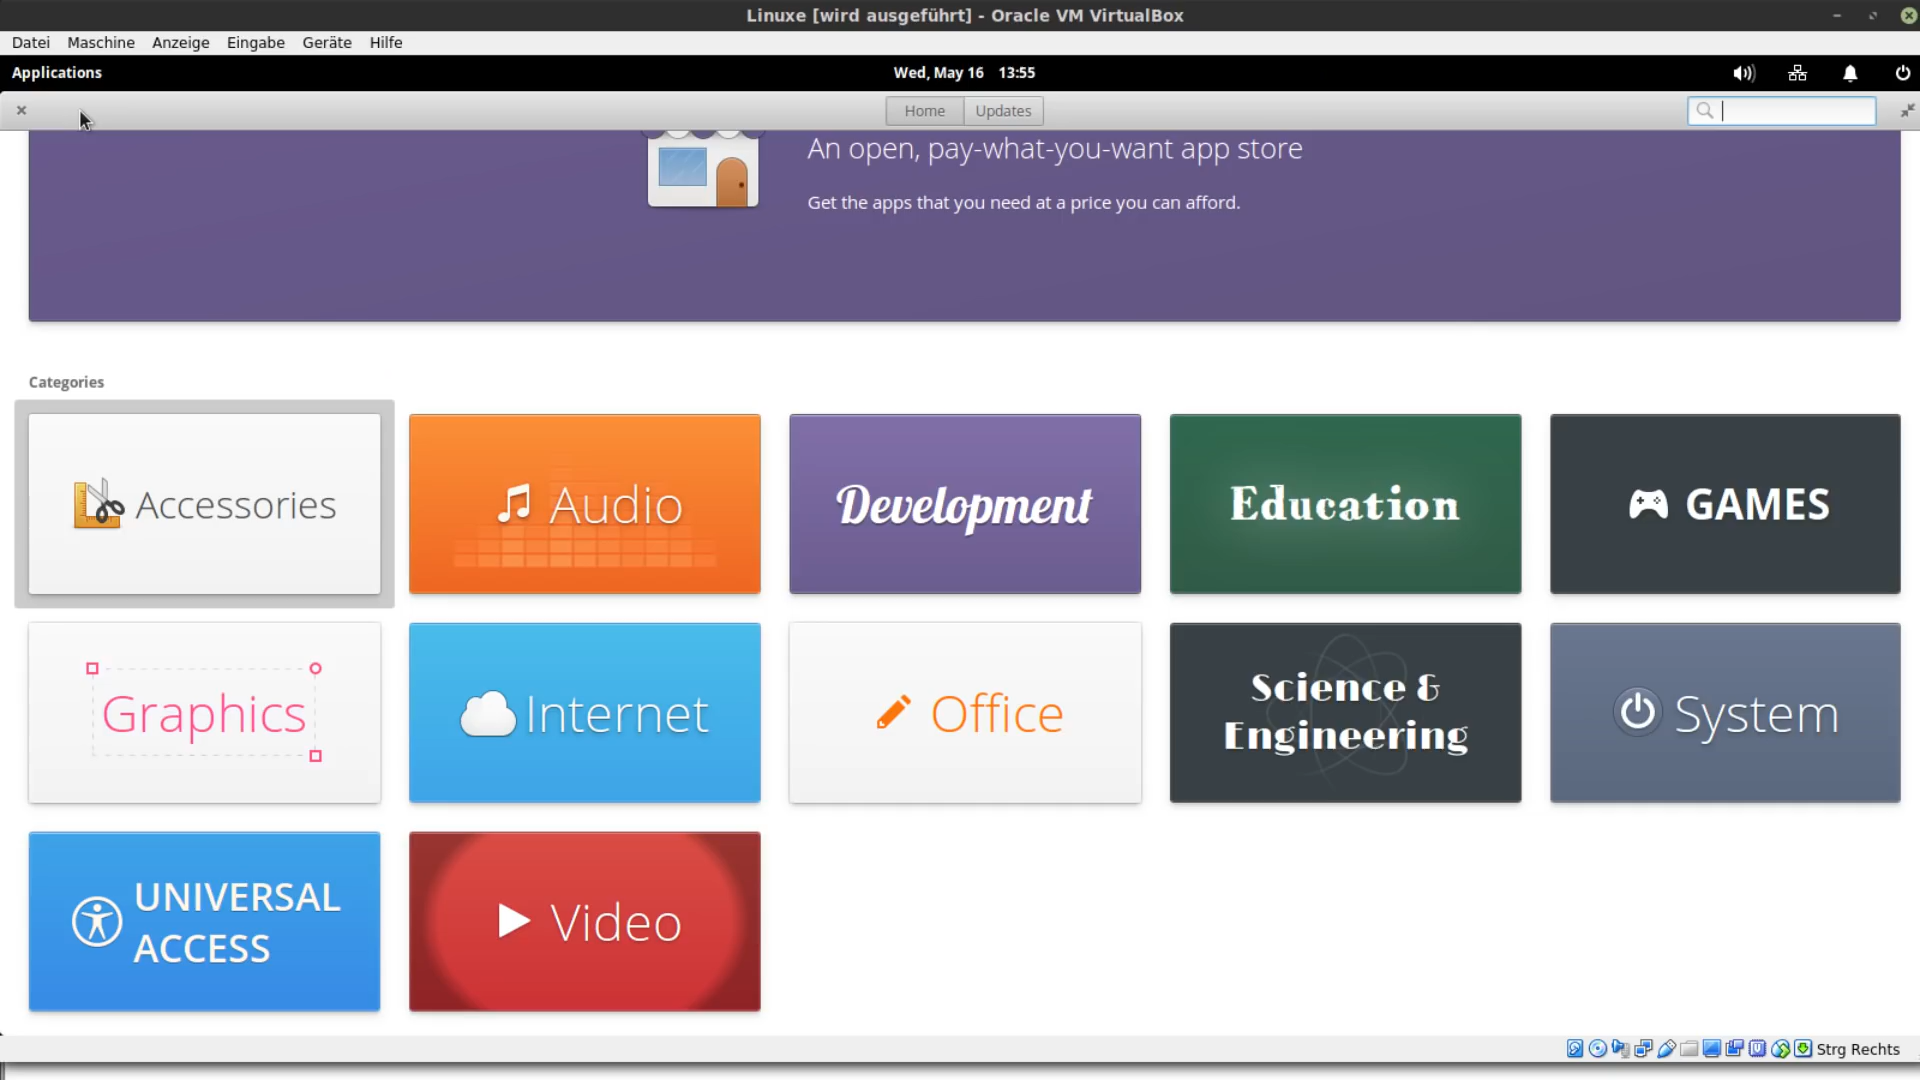 Linuxe [wird ausgeführt] - Oracle VM VirtualBox
Datei Maschine Anzeige Eingabe Geräte Hilfe
Applications Wed, May 16 13:55
Home Updates
An open, pay-what-you-want app store
Get the apps that you need at a price you can afford.
Categories
Accessories
Audio
Development
Education
GAMES
Graphics
Internet
Office
Science &
Engineering
System
UNIVERSAL
ACCESS
Video
Strg Rechts